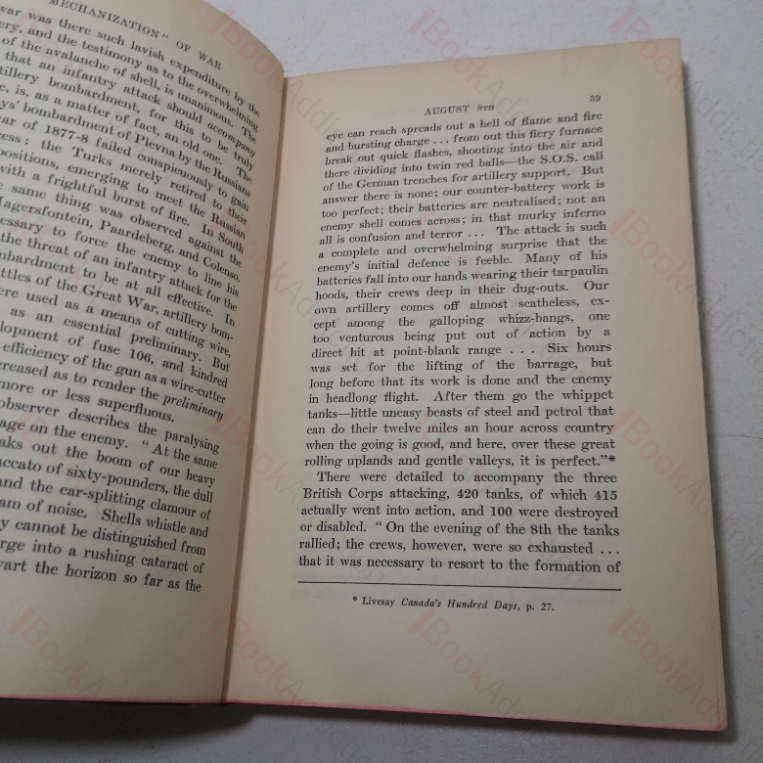 MECHANIZATION" OF WAR
war was there such lavish expenditure by the
ery, and the testimony as to the overwhelming
of the avalanche of shell, is unanimous. The
that an infantry attack should accompany
tillery bombardment, for this to be truly
e, is, as a matter of fact, an old one. The
ys' bombardment of Plevna by the Russians
war of 1877-8 failed conspicuously to gain
cess: the Turks merely retired to their
positions, emerging to meet the Russian
with a frightful burst of fire. In South
e same thing was observed against the
Magersfontein, Paardeberg, and Colenso.
cessary to force the enemy to line his
the threat of an infantry attack for the
mbardment to be at all effective. In
ttles of the Great War, artillery bom-
ere used as a means of cutting wire,
as an essential preliminary. But
elopment of fuse 106, and kindred
efficiency of the gun as a wire-cutter
creased as to render the preliminary
more or less superfluous.
observer describes the paralysing
age on the enemy. "At the same
aks out the boom of our heavy
accato of sixty-pounders, the dull
and the ear-splitting clamour of
am of noise. Shells whistle and
y cannot be distinguished from
rge into a rushing cataract of
wart the horizon so far as the
AUGUST 8TH 39
eye can reach spreads out a hell of flame and fire
and bursting charge ... from out this fiery furnace
break out quick flashes, shooting into the air and
there dividing into twin red balls—the S.O.S. call
of the German trenches for artillery support. But
answer there is none; our counter-battery work is
too perfect; their batteries are neutralised; not an
enemy shell comes across; in that murky inferno
all is confusion and terror ... The attack is such
a complete and overwhelming surprise that the
enemy's initial defence is feeble. Many of his
batteries fall into our hands wearing their tarpaulin
hoods, their crews deep in their dug-outs. Our
own artillery comes off almost scatheless, ex-
cept among the galloping whizz-bangs, one
too venturous being put out of action by a
direct hit at point-blank range ... Six hours
was set for the lifting of the barrage, but
long before that its work is done and the enemy
in headlong flight. After them go the whippet
tanks—little uneasy beasts of steel and petrol that
can do their twelve miles an hour across country
when the going is good, and here, over these great
rolling uplands and gentle valleys, it is perfect."*
There were detailed to accompany the three
British Corps attacking, 420 tanks, of which 415
actually went into action, and 100 were destroyed
or disabled. "On the evening of the 8th the tanks
rallied; the crews, however, were so exhausted ...
that it was necessary to resort to the formation of
* Livesay Canada's Hundred Days, p. 27.